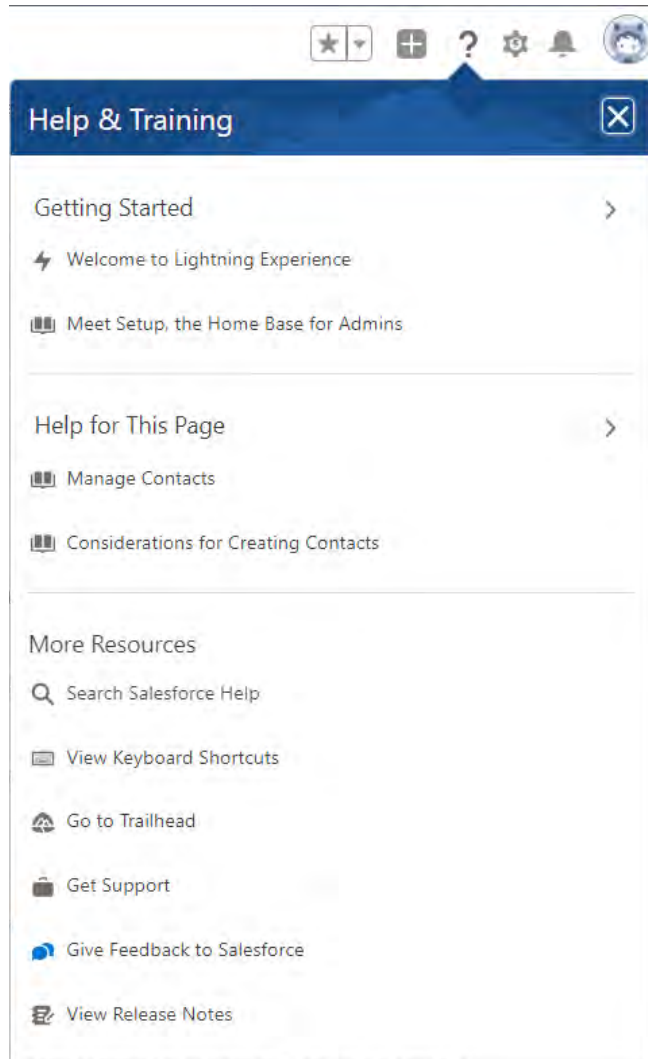 ?
Help & Training
Getting Started
Welcome to Lightning Experience
Meet Setup, the Home Base for Admins
Help for This Page
Manage Contacts
Considerations for Creating Contacts
More Resources
Search Salesforce Help
View Keyboard Shortcuts
Go to Trailhead
Get Support
Give Feedback to Salesforce
View Release Notes